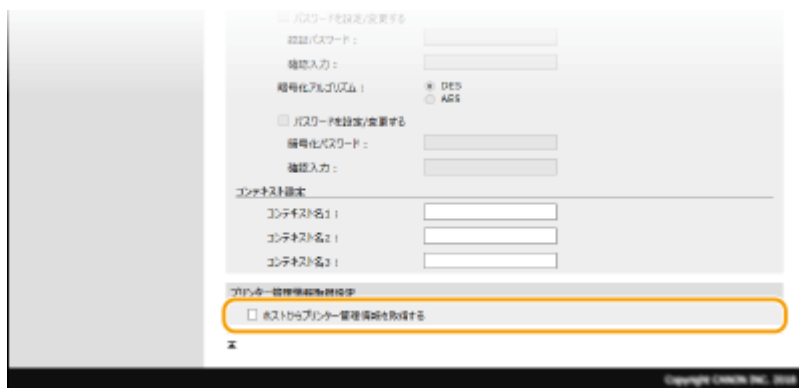 パスワードを設定/変更する
認証パスワード：
確認入力：
暗号化アルゴリズム： DES
AES
パスワードを設定/変更する
暗号化パスワード：
確認入力：
コンテキスト設定
コンテキスト名1：
コンテキスト名2：
コンテキスト名3：
プリンター管理情報取得設定
ホストからプリンター管理情報を取得する
Copyright CANON INC. 2018